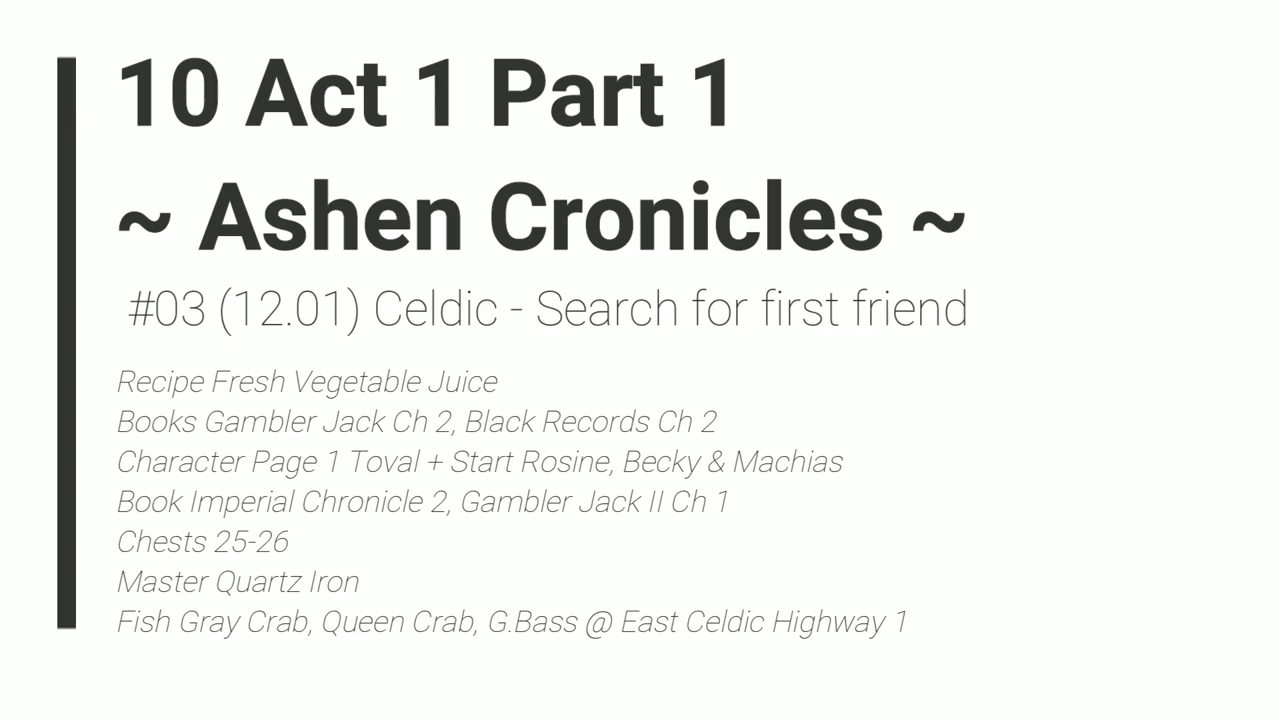 10 Act 1 Part 1
~ Ashen Cronicles ~
#03 (12.01) Celdic - Search for first friend
Recipe Fresh Vegetable Juice
Books Gambler Jack Ch 2, Black Records Ch 2
Character Page 1 Toval + Start Rosine, Becky & Machias
Book Imperial Chronicle 2, Gambler Jack II Ch 1
Chests 25-26
Master Quartz Iron
Fish Gray Crab, Queen Crab, G.Bass @ East Celdic Highway 1